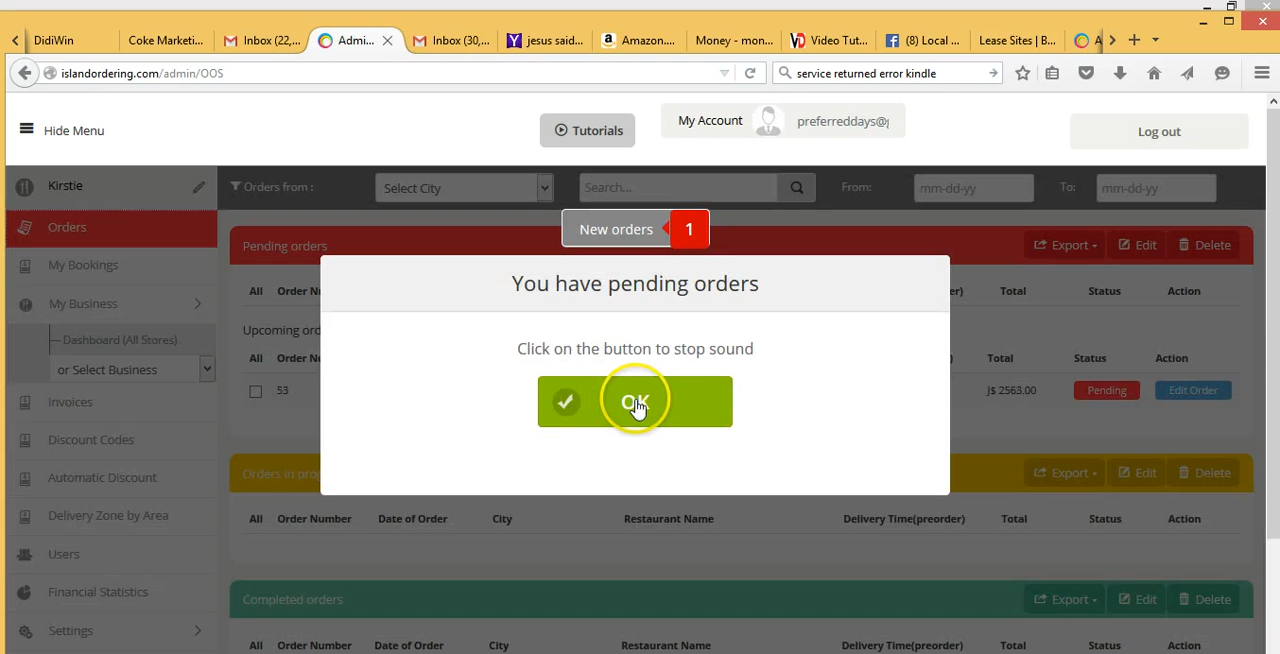 DidiWin
Coke Marketi...
Inbox (22,...
Admi...
Inbox (30,...
jesus said...
Amazon....
Money - mon...
Video Tut...
(8) Local ...
Lease Sites | B...
A
islandordering.com/admin/OOS
service returned error kindle
Hide Menu
Tutorials
My Account
preferreddays@
Log out
Kirstie
Orders from :
Select City
Search...
From:
mm-dd-yy
To:
mm-dd-yy
Orders
New orders
1
Pending orders
Export
Edit
Delete
My Bookings
You have pending orders
All
Order Nu
er)
Total
Status
Action
My Business
Upcoming ord
Dashboard (All Stores)
Click on the button to stop sound
All
Order Nu
Total
Status
Action
or Select Business
53
OK
J$ 2563.00
Pending
Edit Order
Invoices
Discount Codes
Orders in prog
Export
Edit
Delete
Automatic Discount
Delivery Zone by Area
All
Order Number
Date of Order
City
Restaurant Name
Delivery Time(preorder)
Total
Status
Action
Users
Financial Statistics
Completed orders
Export
Edit
Delete
Settings
All
Order Number
Date of Order
City
Restaurant Name
Delivery Time(preorder)
Total
Status
Action